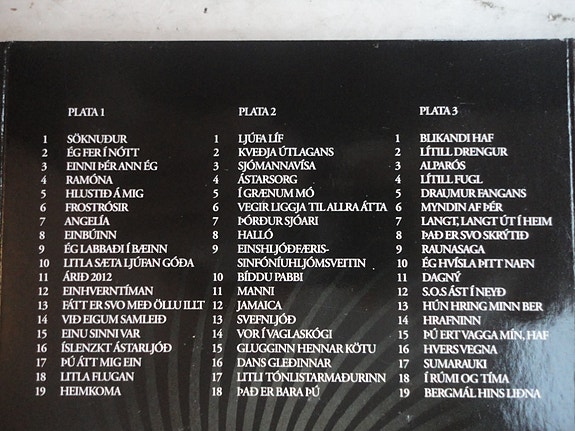 PLATA 1
1 SÖKNUÐUR
2 ÉG FER Í NÓTT
3 EINNI ÞÉR ANN ÉG
4 RAMÓNA
5 HLUSTIÐ Á MIG
6 FROSTRÓSIR
7 ANGELÍA
8 EINBÚINN
9 ÉG LABBAÐI Í BÆINN
10 LITLA SÆTA LJÚFAN GÓÐA
11 ÁRIÐ 2012
12 EINHVERNTÍMAN
13 FÁTT ER SVO MEÐ ÖLLU ILLT
14 VIÐ EIGUM SAMLEIÐ
15 EINU SINNI VAR
16 ÍSLENZKT ÁSTARLJÓÐ
17 ÞÚ ÁTT MIG EIN
18 LITLA FLUGAN
19 HEIMKOMA
PLATA 2
1 LJÚFA LÍF
2 KVEÐJA ÚTLAGANS
3 SJÓMANNAVÍSA
4 ÁSTARSORG
5 Í GRÆNUM MÓ
6 VEGIR LIGGJA TIL ALLRA ÁTTA
7 ÞÓRÐUR SJÓARI
8 HALLÓ
9 EINSHLJÓÐFÆRIS-
SINFÓNÍUHLJÓMSVEITIN
10 BÍDDU PABBI
11 MANNI
12 JAMAICA
13 SVEFNLJÓÐ
14 VOR Í VAGLASKÓGI
15 GLUGGINN HENNAR KÖTU
16 DANS GLEÐINNAR
17 LITLI TÓNLISTARMAÐURINN
18 ÞAÐ ER BARA ÞÚ
PLATA 3
1 BLIKANDI HAF
2 LÍTILL DRENGUR
3 ALPARÓS
4 LÍTILL FUGL
5 DRAUMUR FANGANS
6 MYNDIN AF ÞÉR
7 LANGT, LANGT ÚT Í HEIM
8 ÞAÐ ER SVO SKRÝTIÐ
9 RAUNASAGA
10 ÉG HVÍSLA ÞITT NAFN
11 DAGNÝ
12 S.O.S ÁST Í NEYÐ
13 HÚN HRING MINN BER
14 HRAFNINN
15 ÞÚ ERT VAGGA MÍN, HAF
16 HVERS VEGNA
17 SUMARAUKI
18 Í RÚMI OG TÍMA
19 BERGMÁL HINS LIÐNA